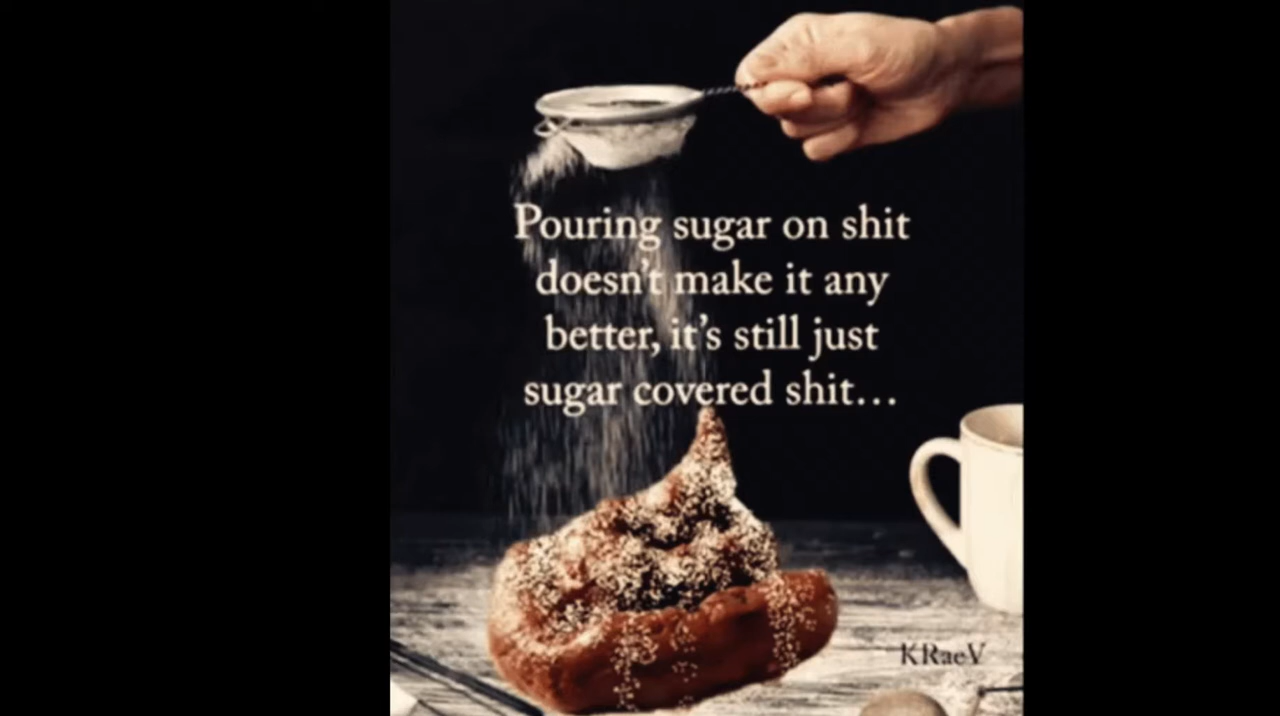 Pouring sugar on shit
doesn't make it any
better, it's still just
sugar covered shit...
KRaeV